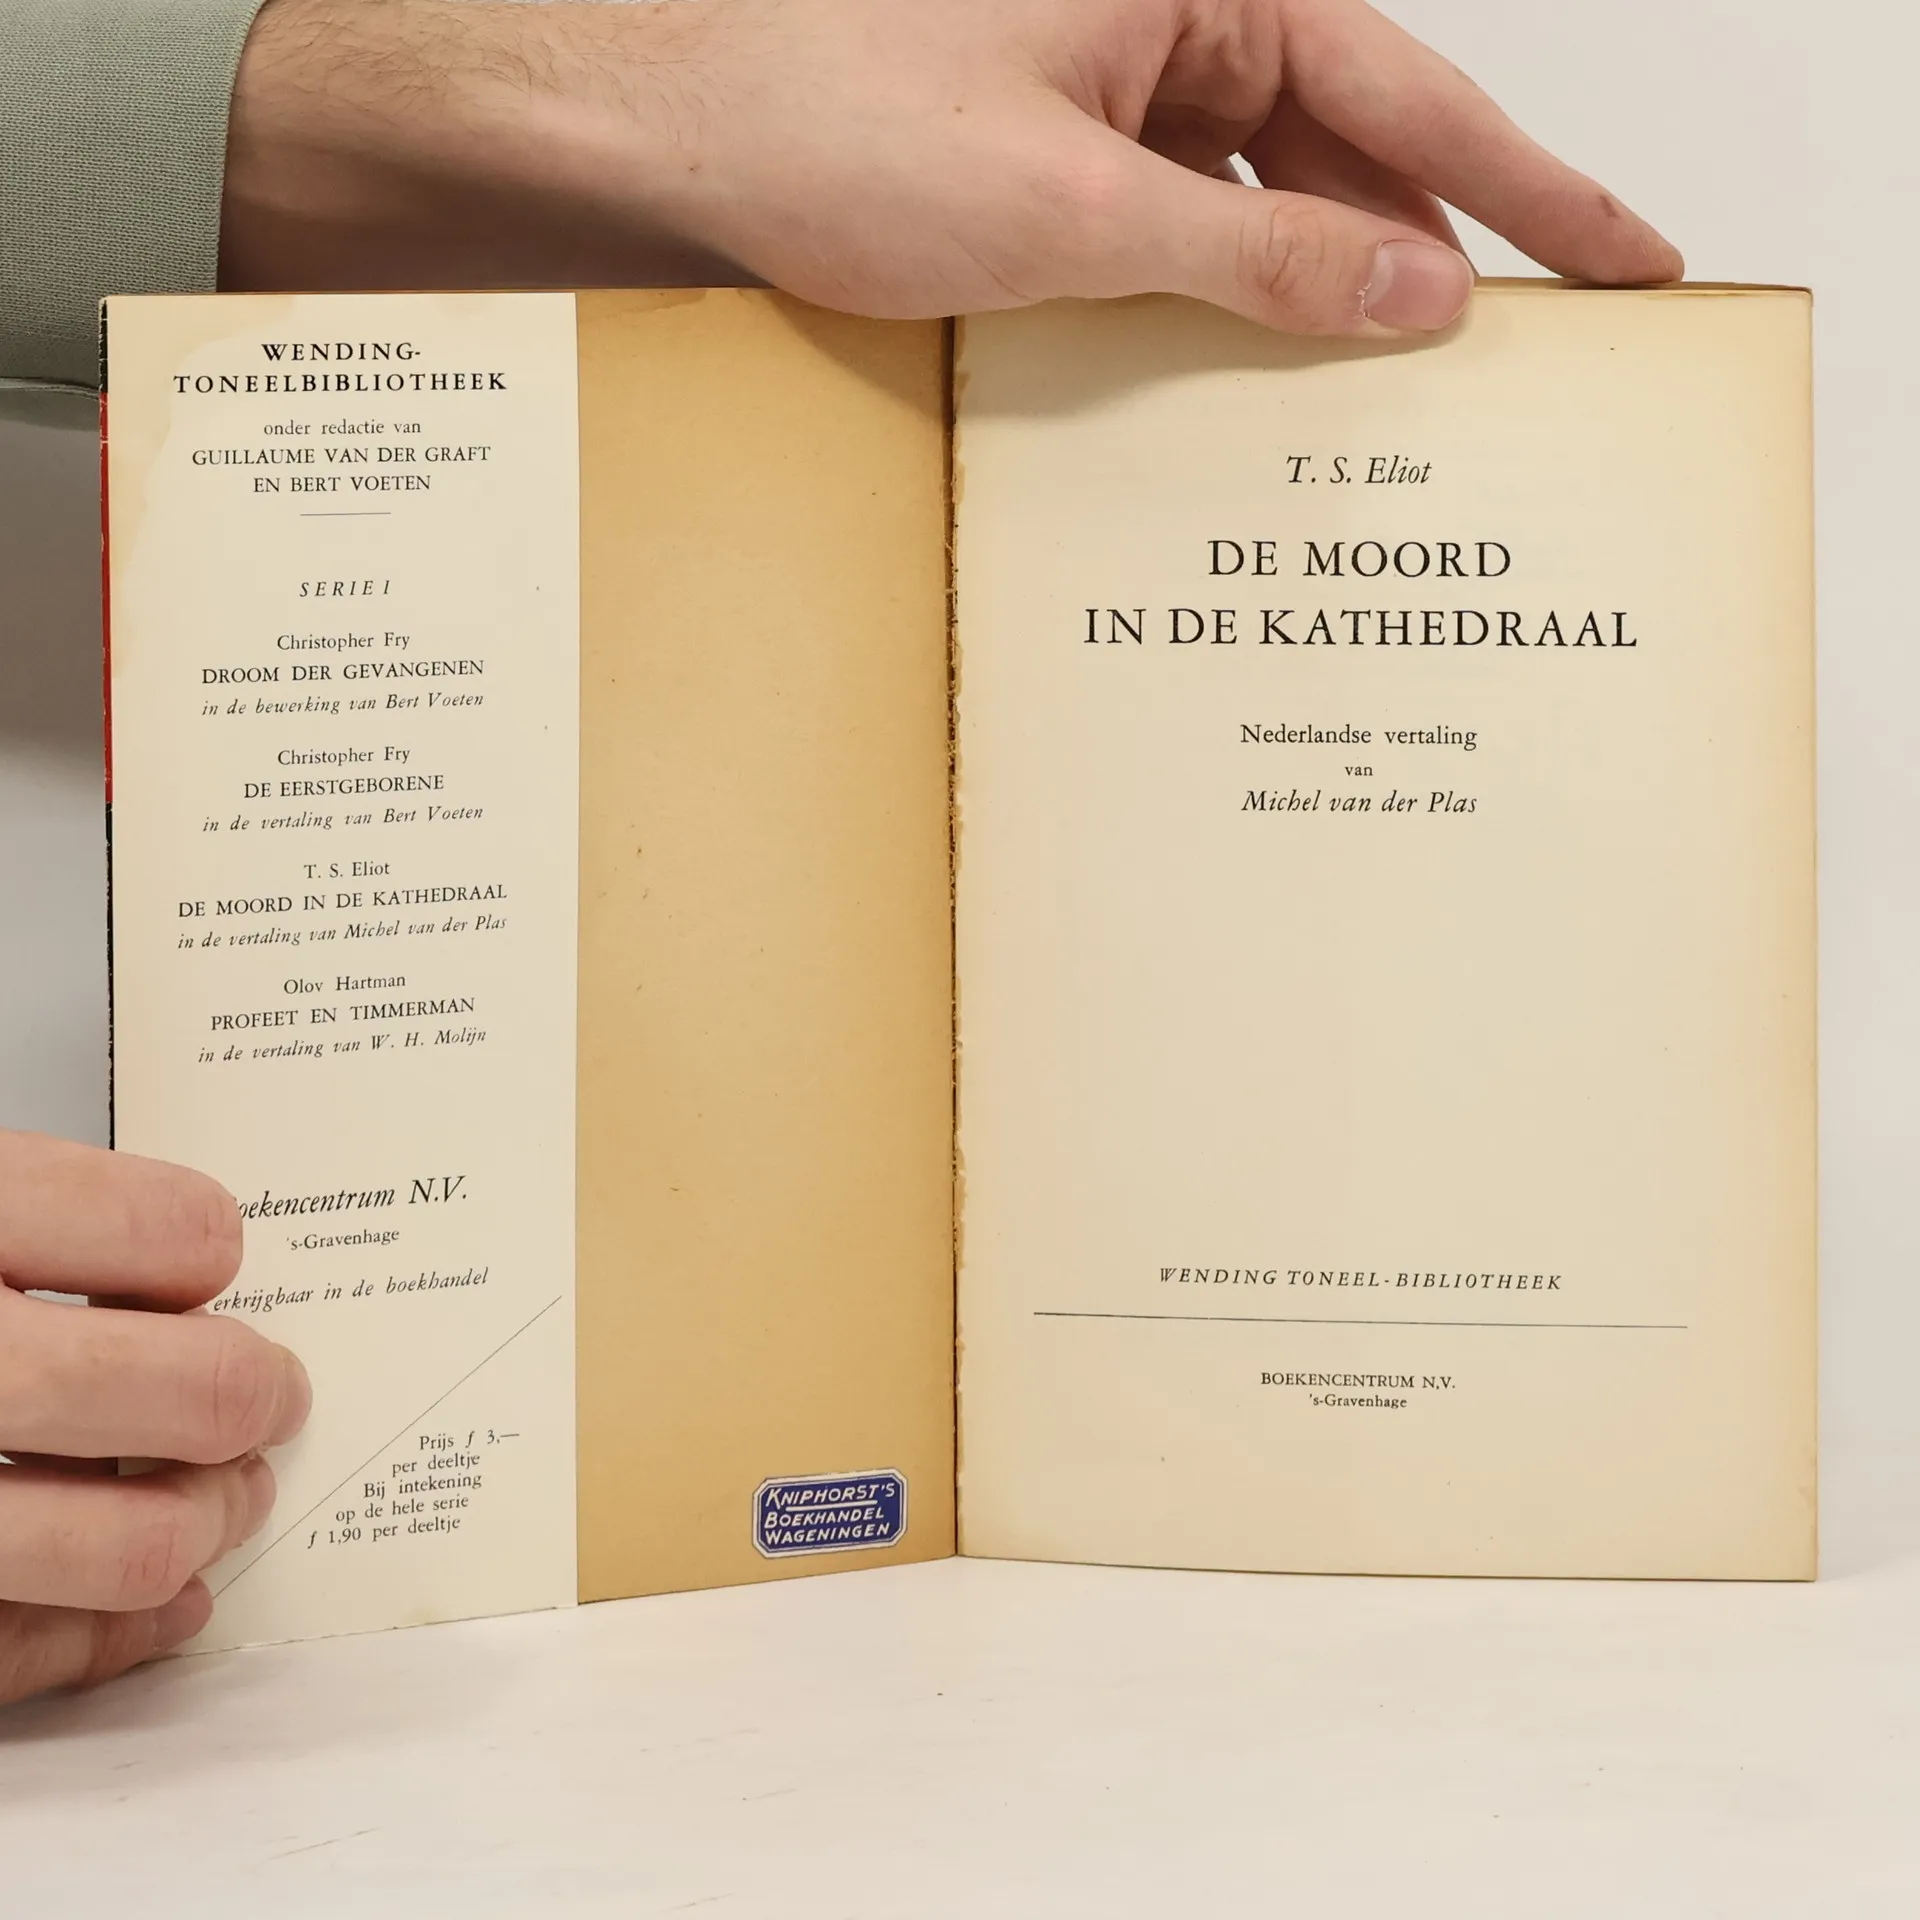 WENDING-
TONEELBIBLIOTHEEK
onder redactie van
GUILLAUME VAN DER GRAFT
EN BERT VOETEN
SERIE I
Christopher Fry
DROOM DER GEVANGENEN
in de bewerking van Bert Voeten
Christopher Fry
DE EERSTGEBORENE
in de vertaling van Bert Voeten
T. S. Eliot
DE MOORD IN DE KATHEDRAAL
in de vertaling van Michel van der Plas
Olov Hartman
PROFEET EN TIMMERMAN
in de vertaling van W. H. Molijn
oekencentrum N.V.
's-Gravenhage
erkrijgbaar in de boekhandel
Prijs f 3,—
per deeltje
Bij intekening
op de hele serie
f 1,90 per deeltje
KNIPHORST'S
BOEKHANDEL
WAGENINGEN
T. S. Eliot
DE MOORD
IN DE KATHEDRAAL
Nederlandse vertaling
van
Michel van der Plas
WENDING TONEEL-BIBLIOTHEEK
BOEKENCENTRUM N.V.
's-Gravenhage